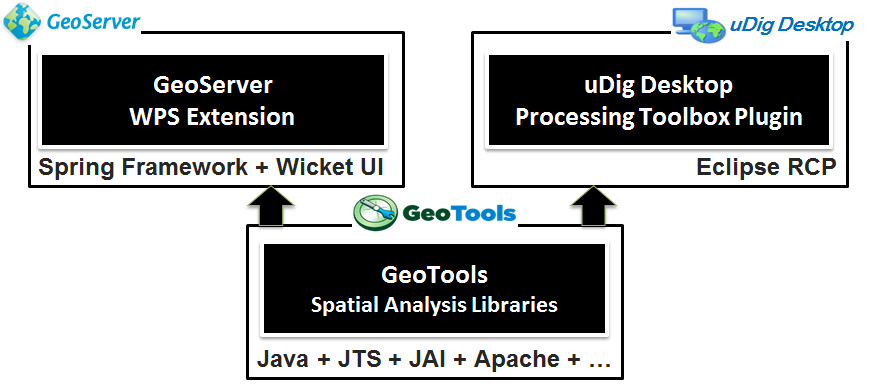 GeoServer
uDig Desktop
GeoServer
WPS Extension
uDig Desktop
Processing Toolbox Plugin
Spring Framework + Wicket UI
Eclipse RCP
GeoTools
GeoTools
Spatial Analysis Libraries
Java + JTS + JAI + Apache + …